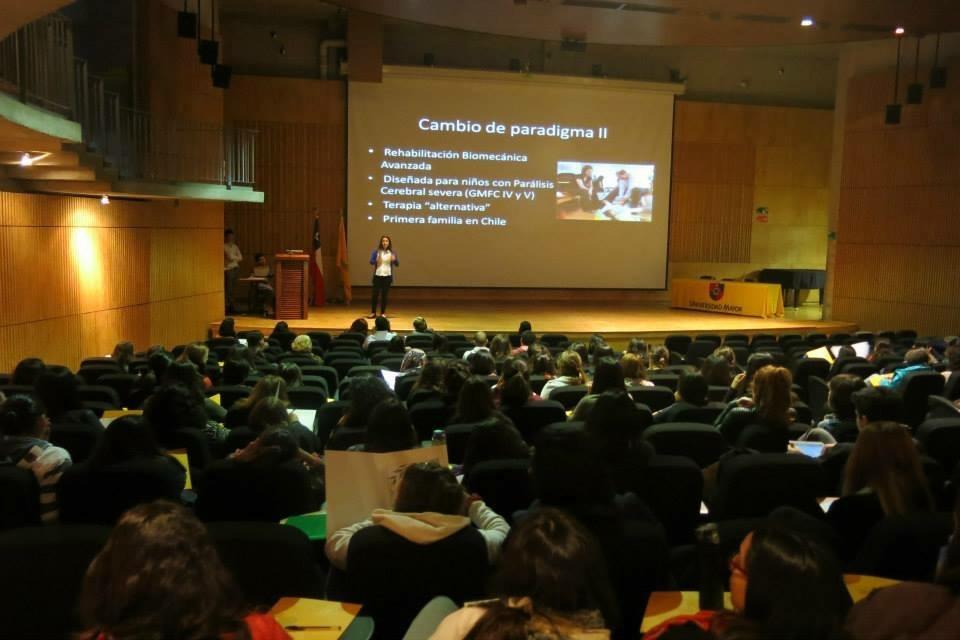 Cambio de paradigma II
• Rehabilitación Biomecánica
Avanzada
• Diseñada para niños con Parálisis
Cerebral severa (GMFC IV y V)
• Terapia “alternativa”
• Primera familia en Chile
UNIVERSIDAD MAYOR